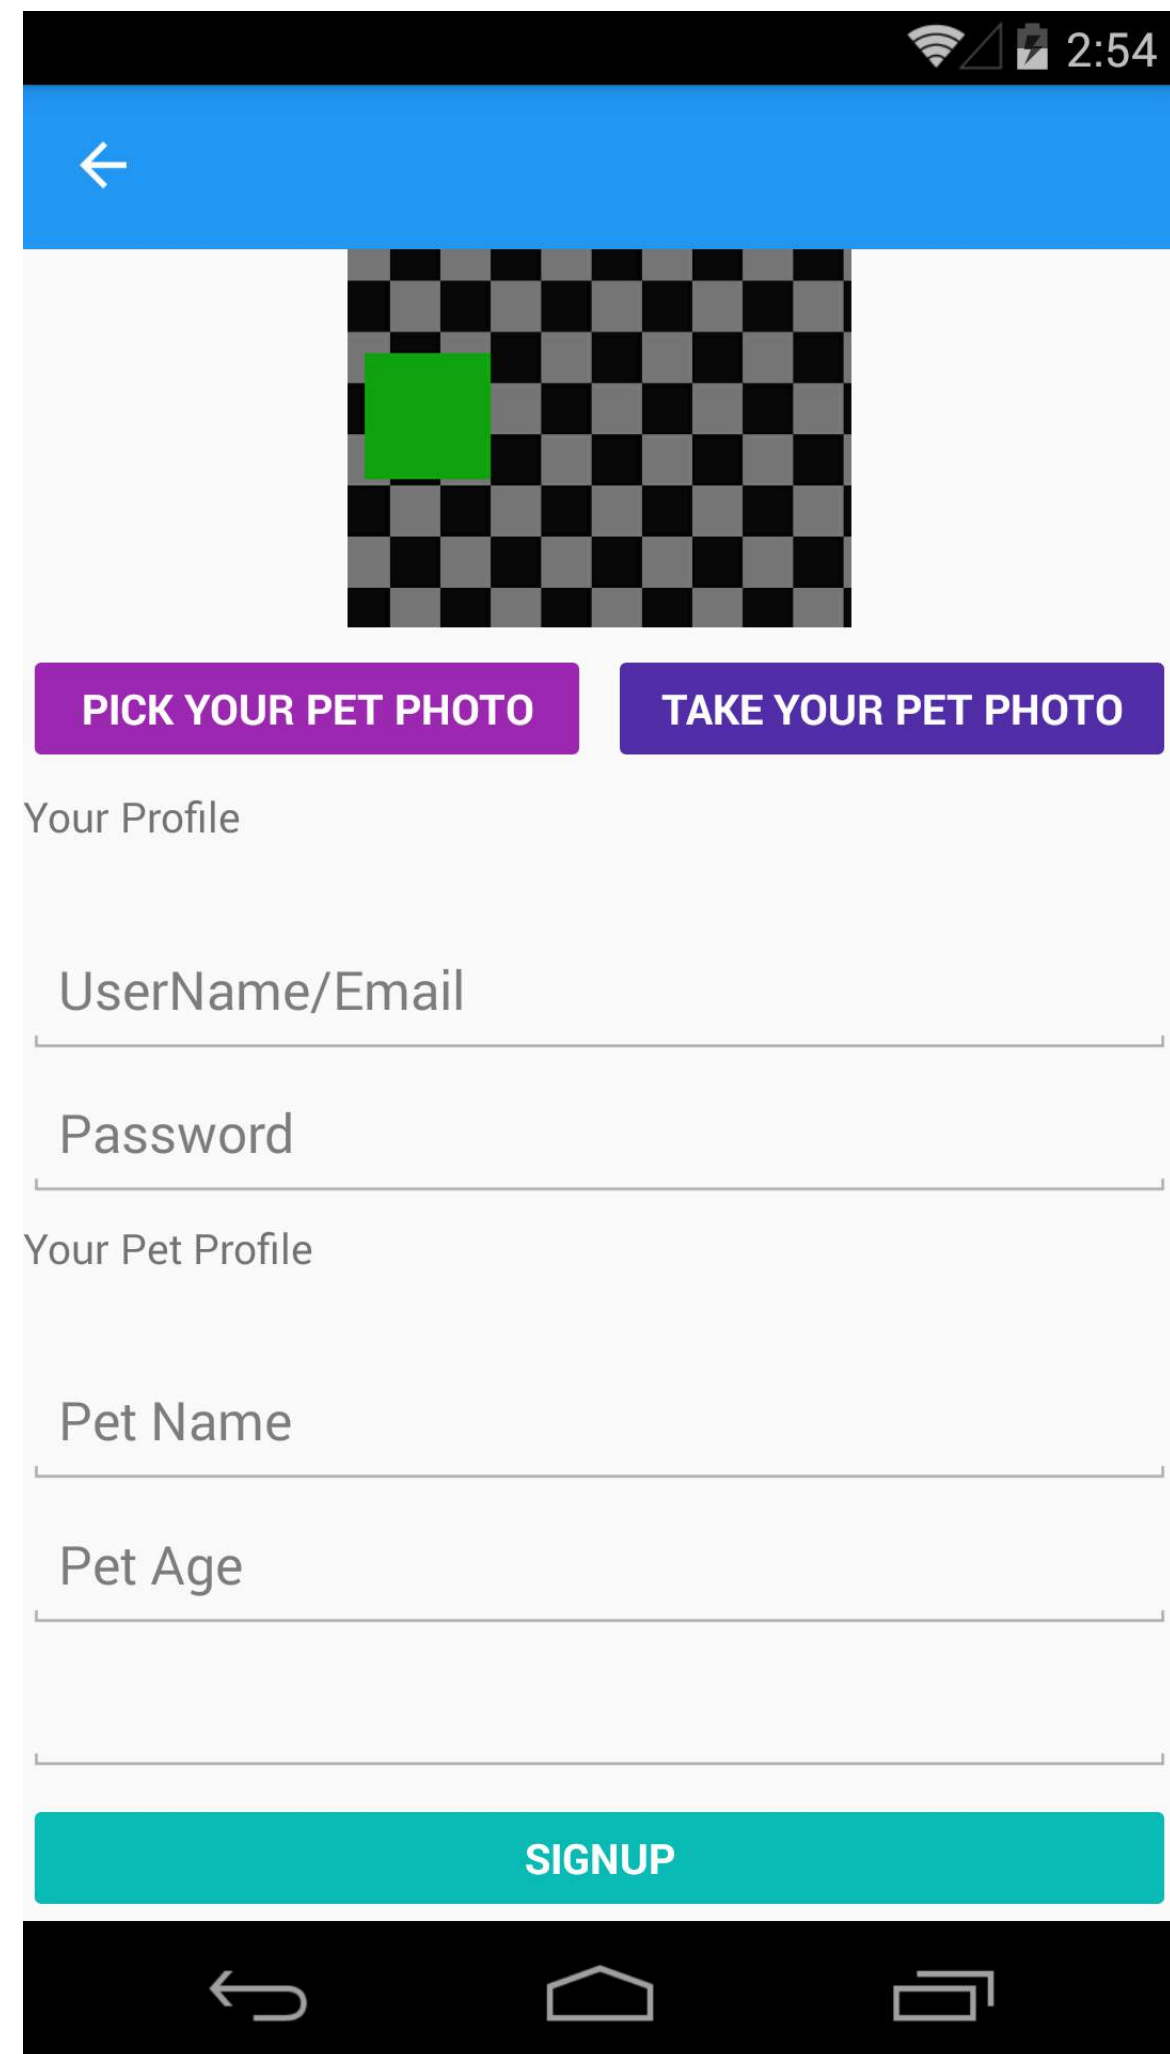 2:54
PICK YOUR PET PHOTO
TAKE YOUR PET PHOTO
Your Profile
UserName/Email
Password
Your Pet Profile
Pet Name
Pet Age
SIGNUP